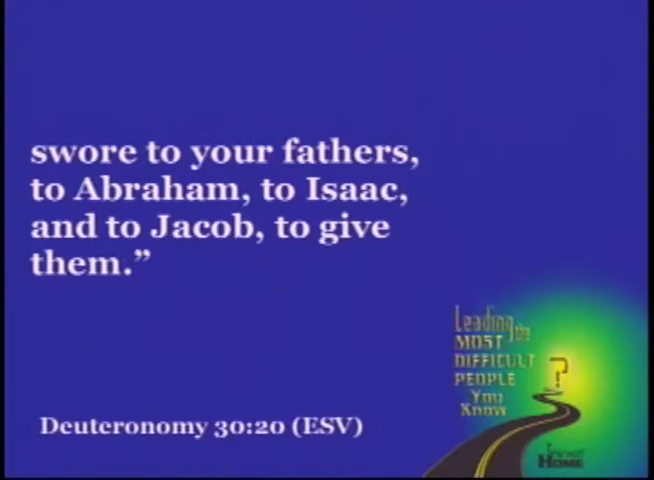 swore to your fathers,
to Abraham, to Isaac,
and to Jacob, to give
them.”
Leading the
MOST
DIFFICULT
PEOPLE
You
Know
?
Deuteronomy 30:20 (ESV)
HOME